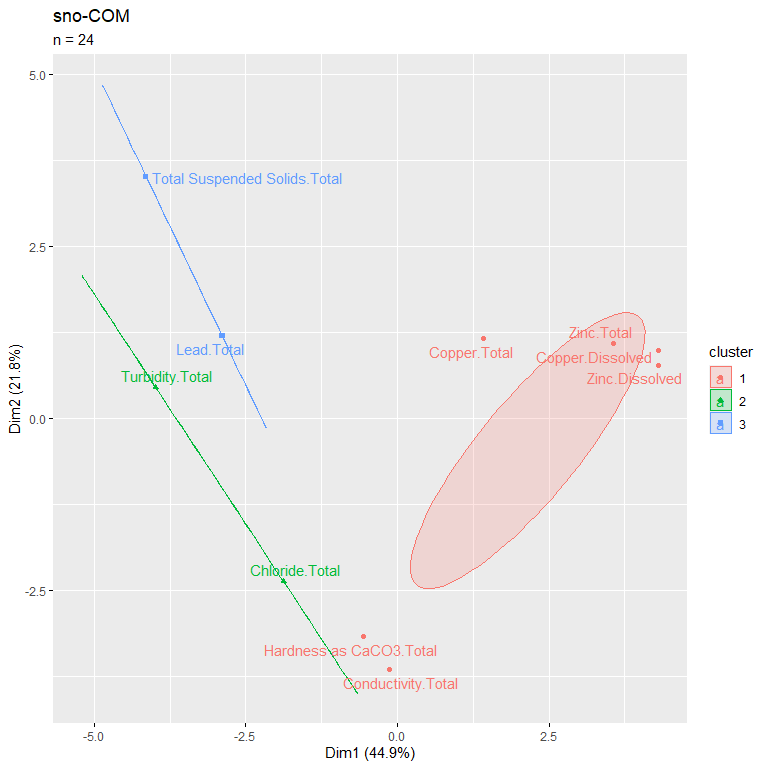 sno-COM
n = 24
5.0
2.5
0.0
-2.5
Dim2 (21.8%)
Total Suspended Solids.Total
Lead.Total
Turbidity.Total
Chloride.Total
Zinc.Total
Copper.Total
Copper.Dissolved
Zinc.Dissolved
Hardness as CaCO3.Total
Conductivity.Total
-5.0
-2.5
0.0
2.5
Dim1 (44.9%)
cluster
a 1
a 2
a 3